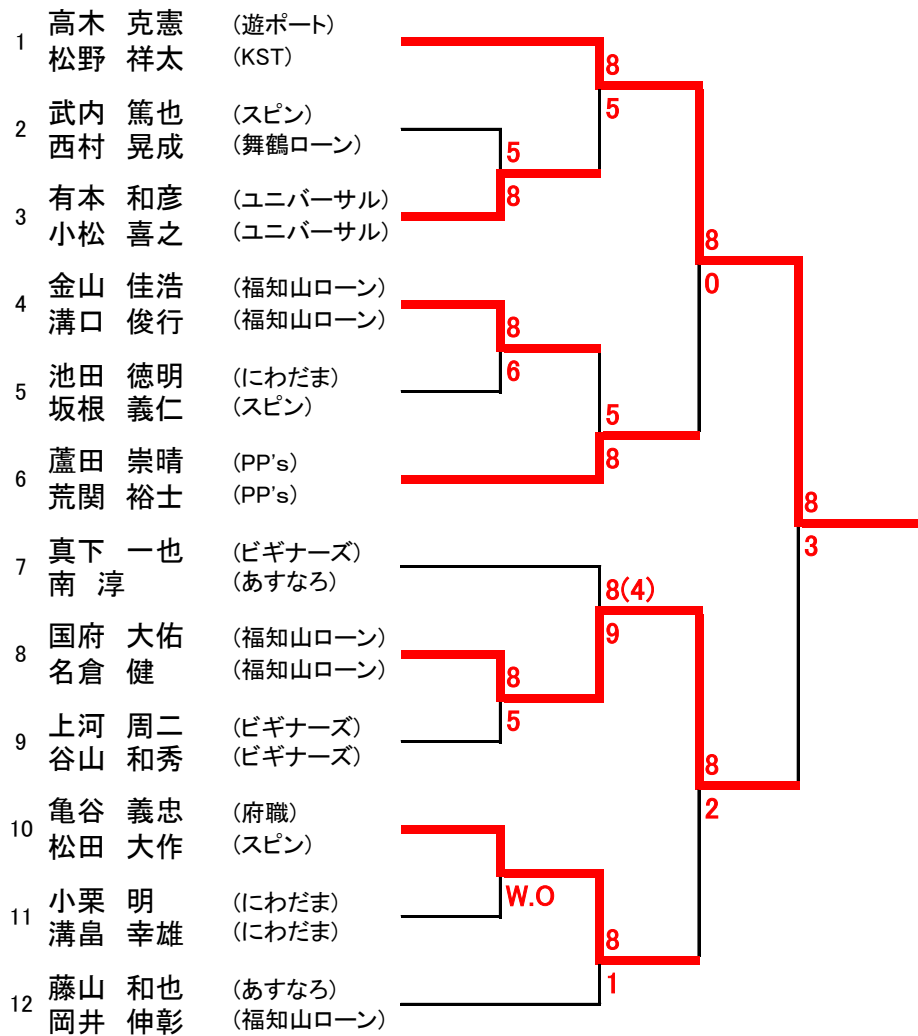 1 高木 克憲 (遊ポート)
松野 祥太 (KST)
8
5
2 武内 篤也 (スピン)
西村 晃成 (舞鶴ローン)
5
8
3 有本 和彦 (ユニバーサル)
小松 喜之 (ユニバーサル)
8
0
4 金山 佳浩 (福知山ローン)
溝口 俊行 (福知山ローン)
8
6
5 池田 徳明 (にわだま)
坂根 義仁 (スピン)
5
8
6 蘆田 崇晴 (PP's)
荒関 裕士 (PP's)
8
3
7 真下 一也 (ビギナーズ)
南 淳 (あすなろ)
8(4)
9
8 国府 大佑 (福知山ローン)
名倉 健 (福知山ローン)
8
5
9 上河 周二 (ビギナーズ)
谷山 和秀 (ビギナーズ)
8
2
10 亀谷 義忠 (府職)
松田 大作 (スピン)
W.O
11 小栗 明 (にわだま)
溝畠 幸雄 (にわだま)
8
1
12 藤山 和也 (あすなろ)
岡井 伸彰 (福知山ローン)